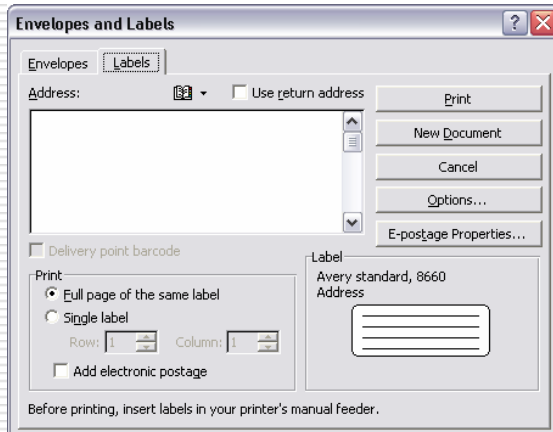 Envelopes and Labels
Envelopes Labels
Address: Use return address
Print
New Document
Cancel
Options...
E-postage Properties...
Delivery point barcode
Print
Full page of the same label
Single label
Row: 1 Column: 1
Add electronic postage
Label
Avery standard, 8660
Address
Before printing, insert labels in your printer's manual feeder.